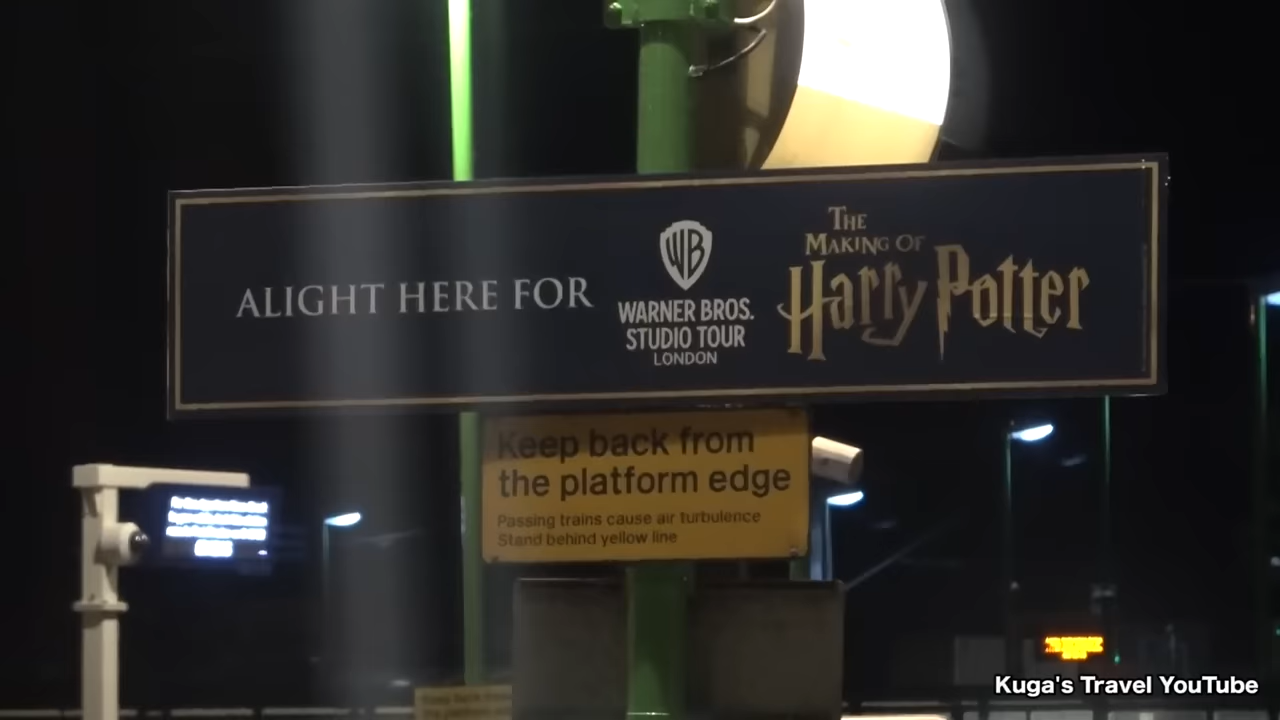 ALIGHT HERE FOR
WB
WARNER BROS.
STUDIO TOUR
LONDON
THE
MAKING OF
Harry Potter
Keep back from
the platform edge
Passing trains cause air turbulence
Stand behind yellow line
Kuga's Travel YouTube